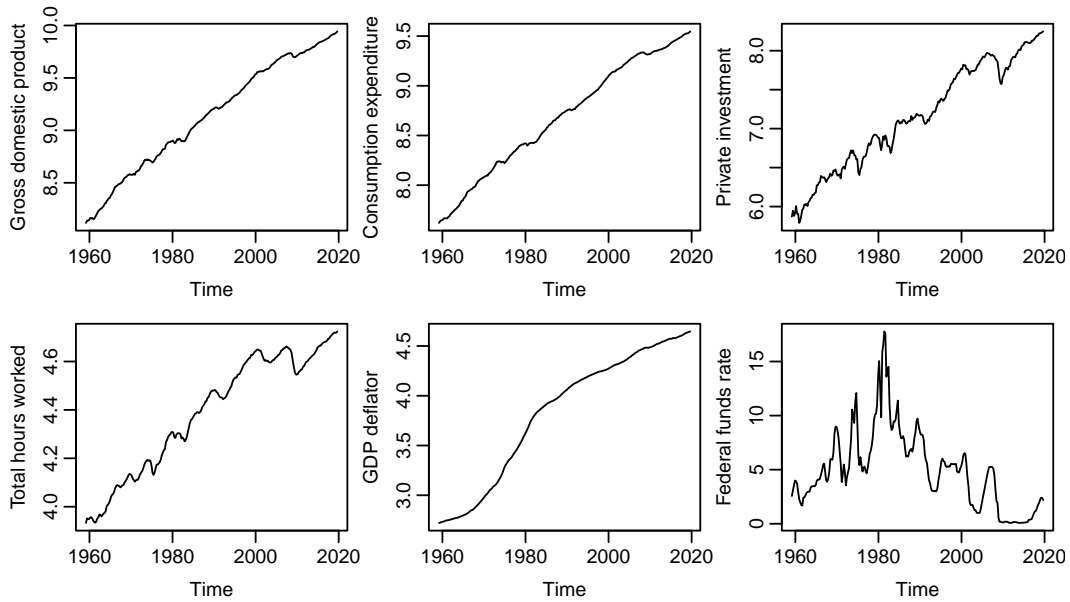 Gross domestic product
8.5 9.0 9.5 10.0
1960 1980 2000 2020
Time
Consumption expenditure
8.0 8.5 9.0 9.5
1960 1980 2000 2020
Time
Private investment
6.0 7.0 8.0
1960 1980 2000 2020
Time
Total hours worked
4.0 4.2 4.4 4.6
1960 1980 2000 2020
Time
GDP deflator
3.0 3.5 4.0 4.5
1960 1980 2000 2020
Time
Federal funds rate
0 5 10 15
1960 1980 2000 2020
Time